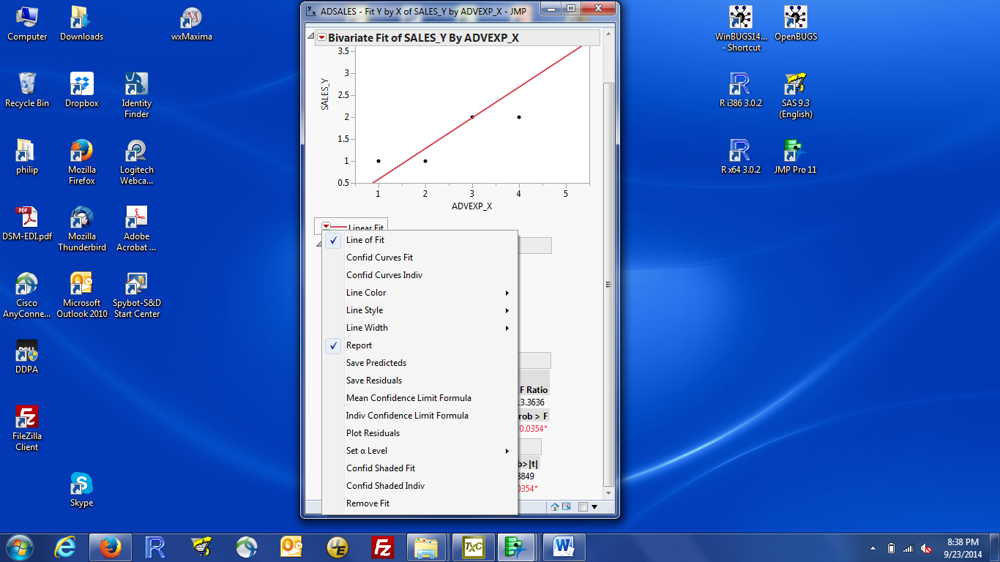 Computer
Downloads
wxMaxima
Recycle Bin
Dropbox
Identity
Finder
philip
Mozilla
Firefox
Logitech
Webca...
PDF
DSM-EDI.pdf
Mozilla
Thunderbird
Adobe
Acrobat ...
Cisco
AnyConne...
Microsoft
Outlook 2010
Spybot-S&D
Start Center
DELL
DDPA
FileZilla
Client
Skype
ADSALES - Fit Y by X of SALES_Y by ADVEXP_X - JMP
Bivariate Fit of SALES_Y By ADVEXP_X
3.5
3
2.5
2
1.5
1
0.5
SALES_Y
1 2 3 4 5
ADVEXP_X
Linear Fit
Line of Fit
Confid Curves Fit
Confid Curves Indiv
Line Color
Line Style
Line Width
Report
Save Predicteds
Save Residuals
Mean Confidence Limit Formula
Indiv Confidence Limit Formula
Plot Residuals
Set α Level
Confid Shaded Fit
Confid Shaded Indiv
Remove Fit
F Ratio
13.3636
rob > F
0.0354*
b>|t|
8849
0354*
WinBUGS14...
- Shortcut
OpenBUGS
R i386 3.0.2
SAS 9.3
(English)
R x64 3.0.2
JMP Pro 11
TXC
8:38 PM
9/23/2014